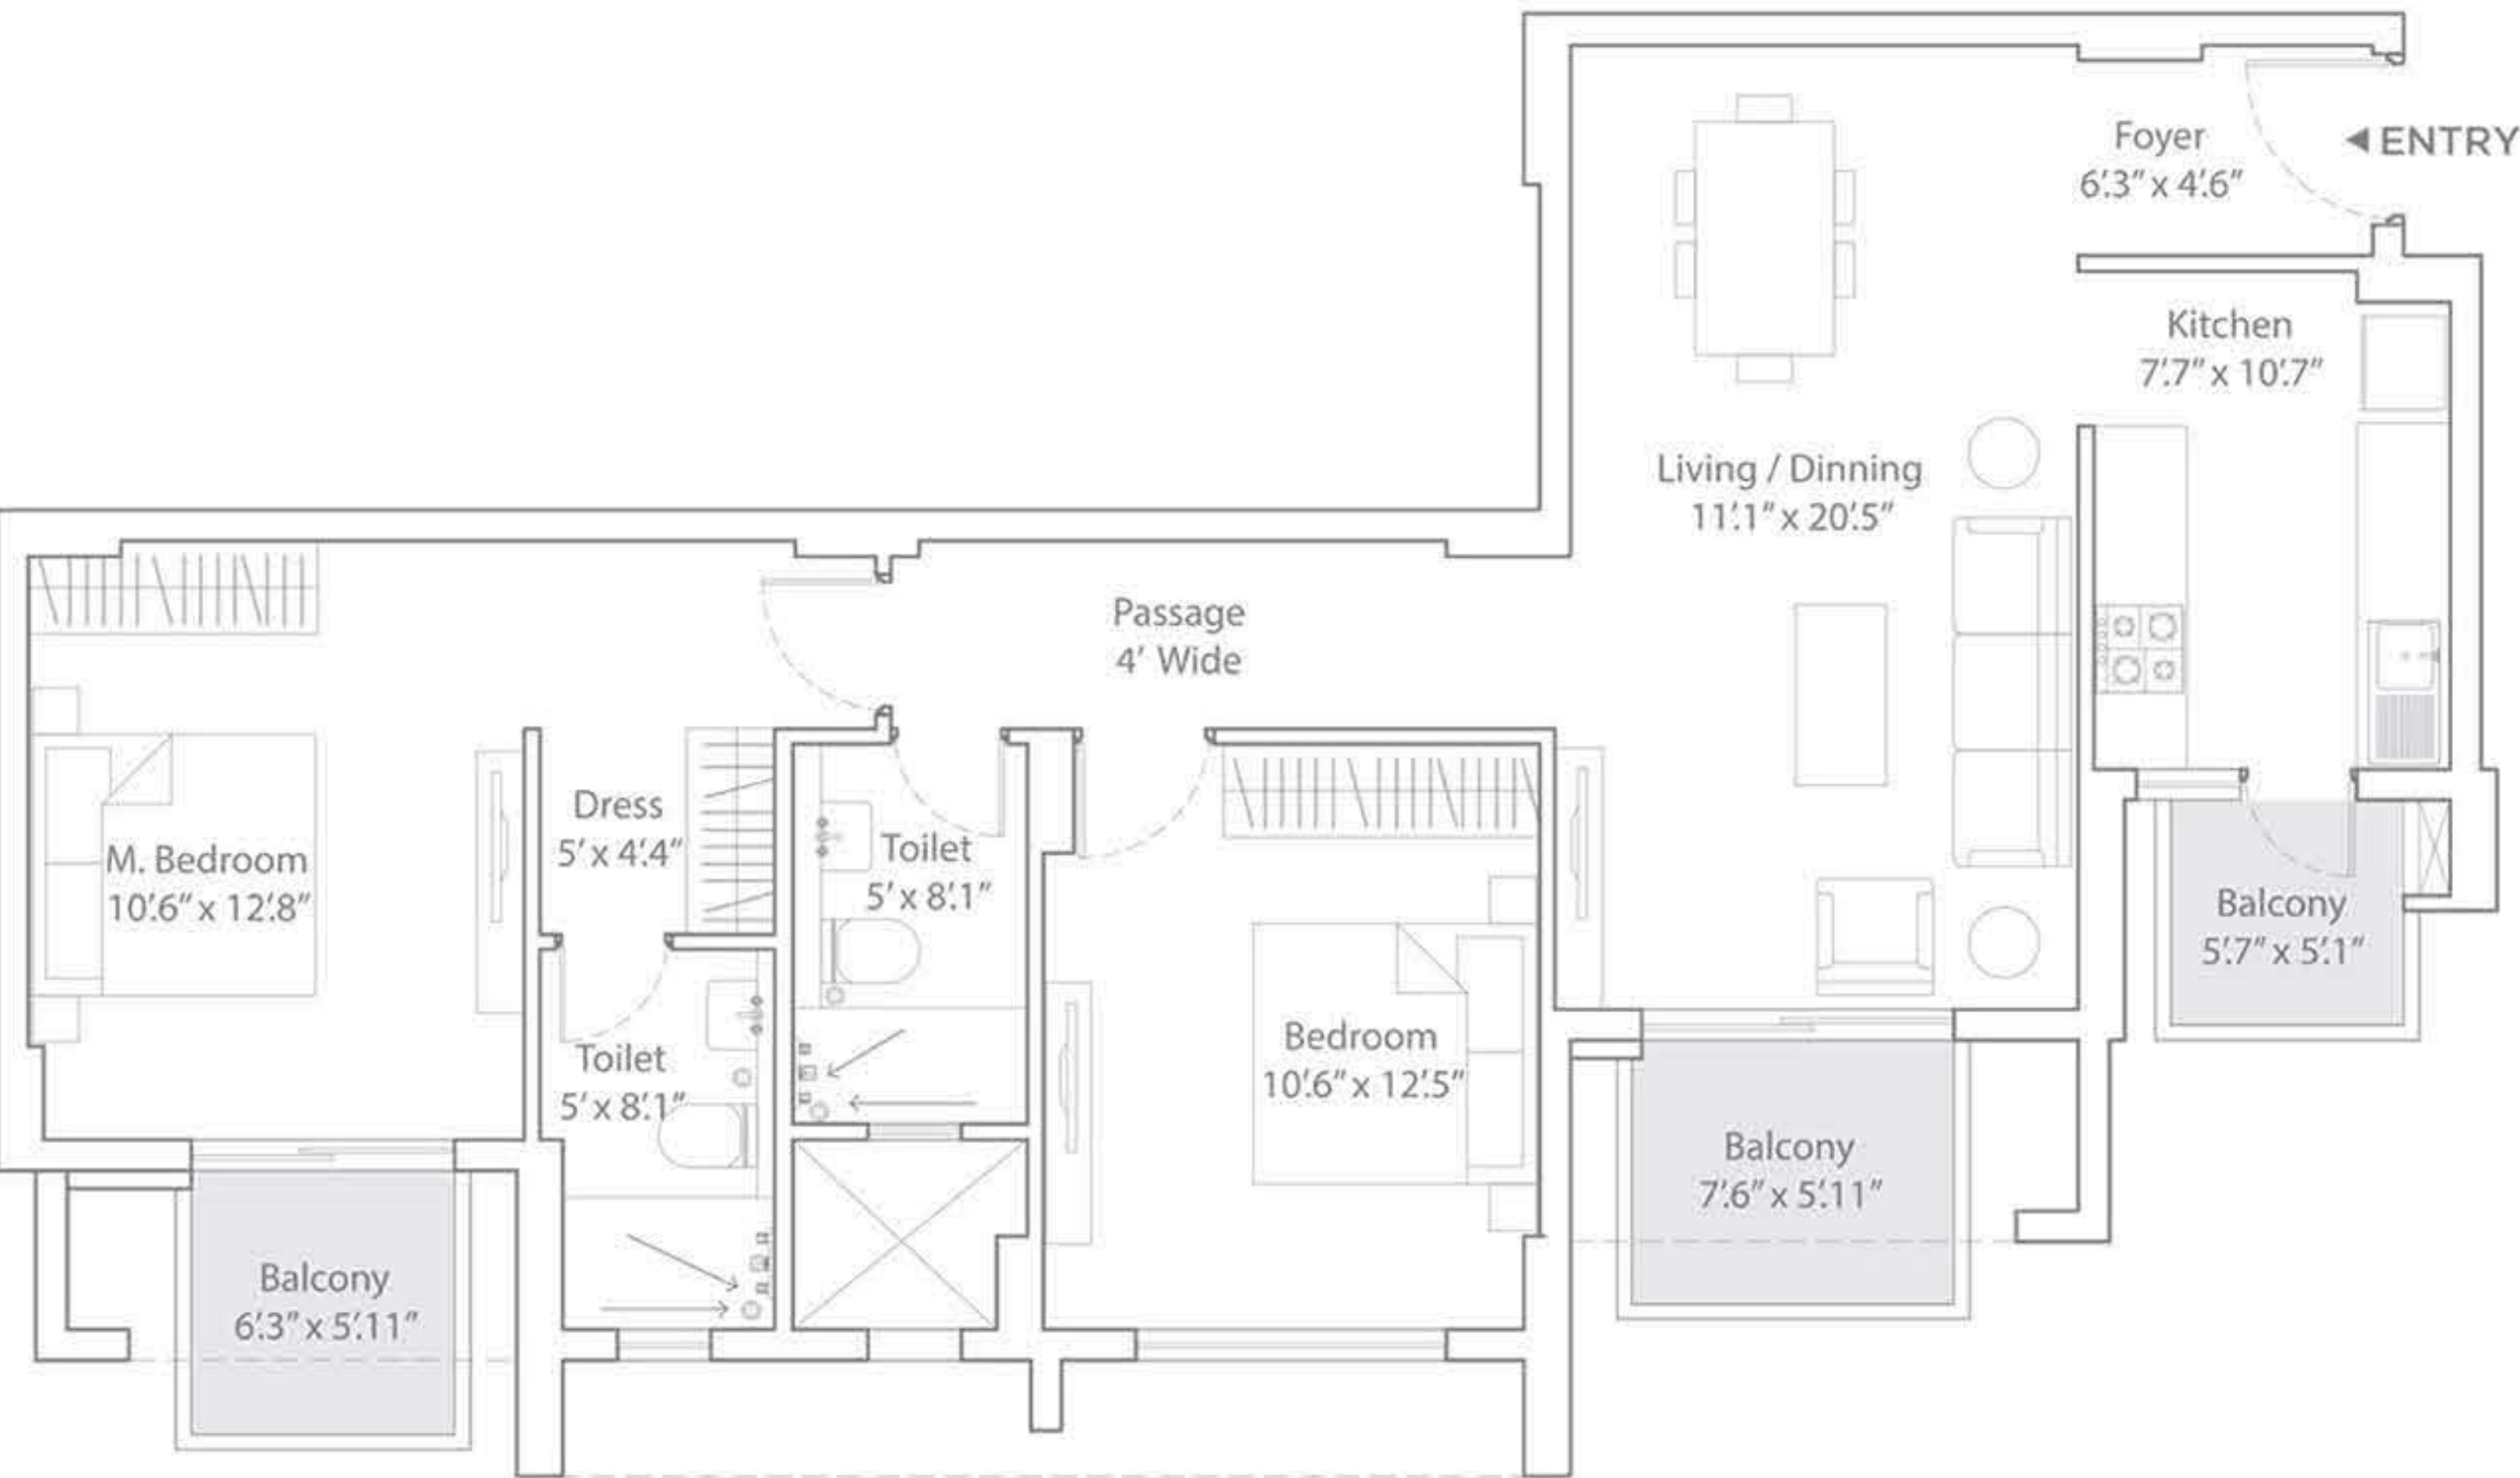 Foyer
6'.3" x 4'.6"
◄ ENTRY
Kitchen
7'.7" x 10'.7"
Living / Dinning
11'.1" x 20'.5"
Passage
4' Wide
Dress
5' x 4'.4"
Toilet
5' x 8'.1"
M. Bedroom
10'.6" x 12'.8"
Balcony
5'.7" x 5'.1"
Toilet
5' x 8'.1"
Bedroom
10'.6" x 12'.5"
Balcony
7'.6" x 5'.11"
Balcony
6'.3" x 5'.11"